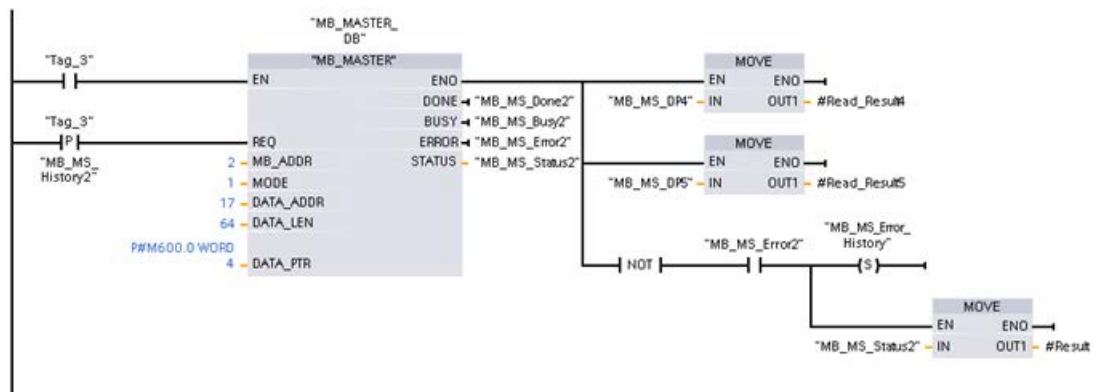 "MB_MASTER_
DB"
"Tag_3"
"MB_MASTER"
EN
ENO
DONE
"MB_MS_Done2"
BUSY
"MB_MS_Busy2"
"Tag_3"
P
"MB_MS_
History2"
REQ
ERROR
"MB_MS_Error2"
2
MB_ADDR
STATUS
"MB_MS_Status2"
1
MODE
17
DATA_ADDR
64
DATA_LEN
P#M600.0 WORD
4
DATA_PTR
MOVE
EN
ENO
"MB_MS_DP4"
IN
OUT1
#Read_Result4
MOVE
EN
ENO
"MB_MS_DP5"
IN
OUT1
#Read_Result5
NOT
"MB_MS_Error2"
"MB_MS_Error_
History"
S
MOVE
EN
ENO
"MB_MS_Status2"
IN
OUT1
#Result